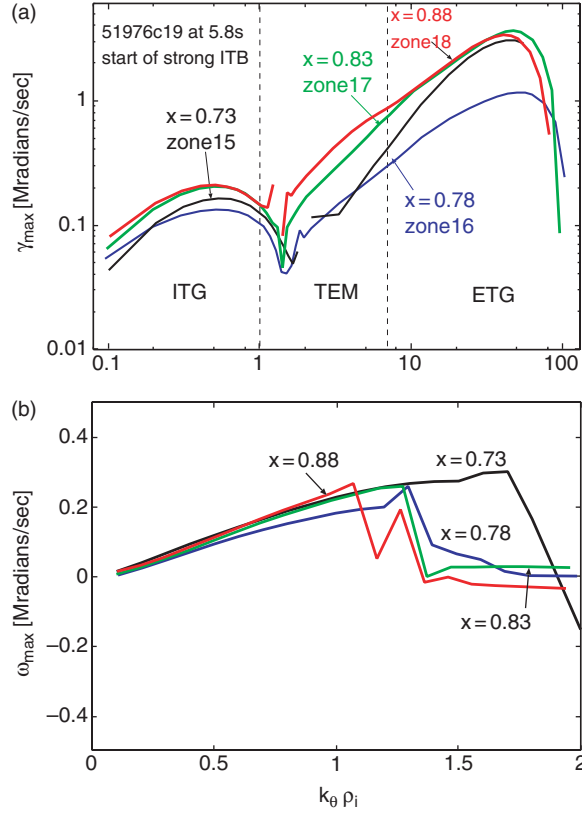 (a)
51976c19 at 5.8s
start of strong ITB
x=0.73
zone15
x=0.83
zone17
x=0.88
zone18
x=0.78
zone16
ITG
TEM
ETG
γmax [Mradians/sec]
1
0.1
0.01
0.1
1
10
100
(b)
x=0.88
x=0.73
x=0.78
x=0.83
ωmax [Mradians/sec]
0.4
0.2
0
−0.2
−0.4
0
0.5
1
1.5
2
kθ ρi